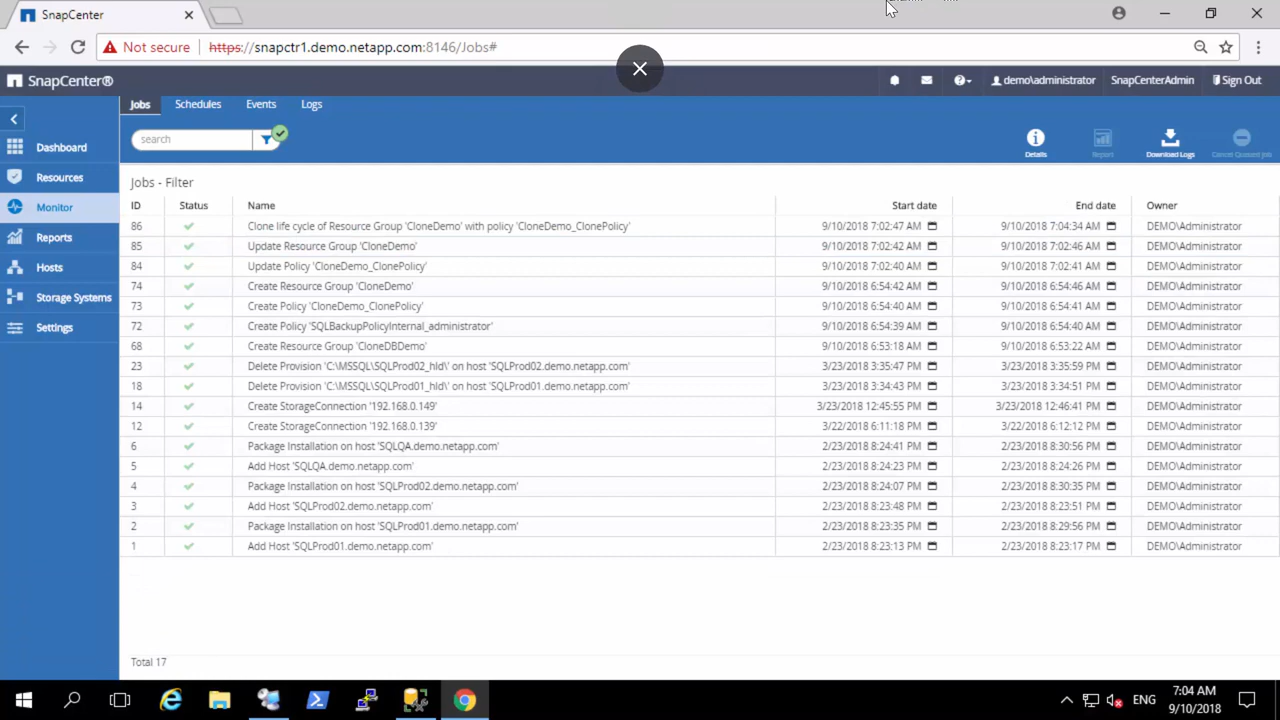 SnapCenter
Not secure https://snapctr1.demo.netapp.com:8146/Jobs#
SnapCenter® demo\administrator SnapCenterAdmin Sign Out
Jobs Schedules Events Logs
search
Details Report Download Logs Cancel Queued Job
Dashboard
Resources
Monitor
Reports
Hosts
Storage Systems
Settings
Jobs - Filter
ID Status Name Start date End date Owner
86 Clone life cycle of Resource Group 'CloneDemo' with policy 'CloneDemo_ClonePolicy' 9/10/2018 7:02:47 AM 9/10/2018 7:04:34 AM DEMO\Administrator
85 Update Resource Group 'CloneDemo' 9/10/2018 7:02:42 AM 9/10/2018 7:02:46 AM DEMO\Administrator
84 Update Policy 'CloneDemo_ClonePolicy' 9/10/2018 7:02:40 AM 9/10/2018 7:02:41 AM DEMO\Administrator
74 Create Resource Group 'CloneDemo' 9/10/2018 6:54:42 AM 9/10/2018 6:54:46 AM DEMO\Administrator
73 Create Policy 'CloneDemo_ClonePolicy' 9/10/2018 6:54:40 AM 9/10/2018 6:54:41 AM DEMO\Administrator
72 Create Policy 'SQLBackupPolicyInternal_administrator' 9/10/2018 6:54:39 AM 9/10/2018 6:54:40 AM DEMO\Administrator
68 Create Resource Group 'CloneDBDemo' 9/10/2018 6:53:18 AM 9/10/2018 6:53:22 AM DEMO\Administrator
23 Delete Provision 'C:\MSSQL\SQLProd02_hld\' on host 'SQLProd02.demo.netapp.com' 3/23/2018 3:35:47 PM 3/23/2018 3:35:59 PM DEMO\Administrator
18 Delete Provision 'C:\MSSQL\SQLProd01_hld\' on host 'SQLProd01.demo.netapp.com' 3/23/2018 3:34:43 PM 3/23/2018 3:34:51 PM DEMO\Administrator
14 Create StorageConnection '192.168.0.149' 3/23/2018 12:45:55 PM 3/23/2018 12:46:41 PM DEMO\Administrator
12 Create StorageConnection '192.168.0.139' 3/22/2018 6:11:18 PM 3/22/2018 6:12:12 PM DEMO\Administrator
6 Package Installation on host 'SQLQA.demo.netapp.com' 2/23/2018 8:24:41 PM 2/23/2018 8:30:56 PM DEMO\Administrator
5 Add Host 'SQLQA.demo.netapp.com' 2/23/2018 8:24:23 PM 2/23/2018 8:24:26 PM DEMO\Administrator
4 Package Installation on host 'SQLProd02.demo.netapp.com' 2/23/2018 8:24:07 PM 2/23/2018 8:30:35 PM DEMO\Administrator
3 Add Host 'SQLProd02.demo.netapp.com' 2/23/2018 8:23:48 PM 2/23/2018 8:23:51 PM DEMO\Administrator
2 Package Installation on host 'SQLProd01.demo.netapp.com' 2/23/2018 8:23:35 PM 2/23/2018 8:29:56 PM DEMO\Administrator
1 Add Host 'SQLProd01.demo.netapp.com' 2/23/2018 8:23:13 PM 2/23/2018 8:23:17 PM DEMO\Administrator
Total 17
ENG
7:04 AM
9/10/2018